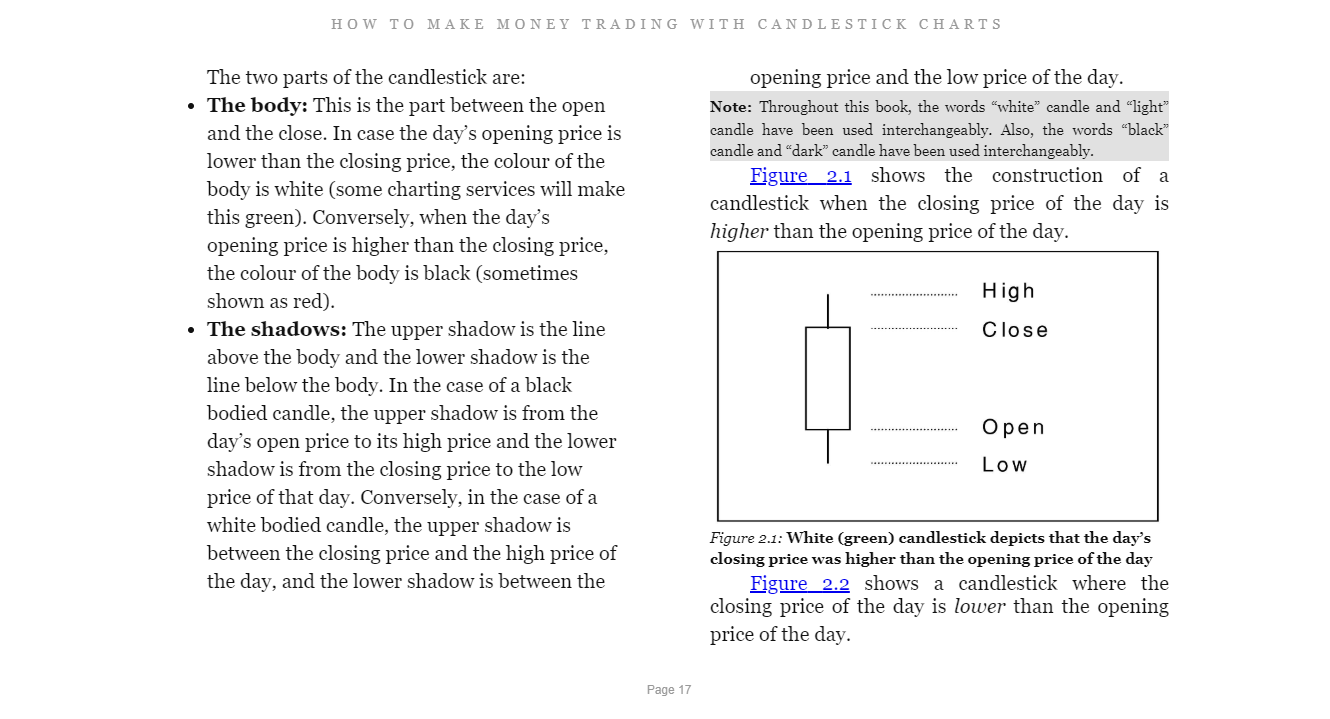 HOW TO MAKE MONEY TRADING WITH CANDLESTICK CHARTS
The two parts of the candlestick are:
• The body: This is the part between the open
and the close. In case the day’s opening price is
lower than the closing price, the colour of the
body is white (some charting services will make
this green). Conversely, when the day’s
opening price is higher than the closing price,
the colour of the body is black (sometimes
shown as red).
• The shadows: The upper shadow is the line
above the body and the lower shadow is the
line below the body. In the case of a black
bodied candle, the upper shadow is from the
day’s open price to its high price and the lower
shadow is from the closing price to the low
price of that day. Conversely, in the case of a
white bodied candle, the upper shadow is
between the closing price and the high price of
the day, and the lower shadow is between the
opening price and the low price of the day.
Note: Throughout this book, the words “white” candle and “light”
candle have been used interchangeably. Also, the words “black”
candle and “dark” candle have been used interchangeably.
Figure 2.1 shows the construction of a
candlestick when the closing price of the day is
higher than the opening price of the day.
High
Close
Open
Low
Figure 2.1: White (green) candlestick depicts that the day’s
closing price was higher than the opening price of the day
Figure 2.2 shows a candlestick where the
closing price of the day is lower than the opening
price of the day.
Page 17